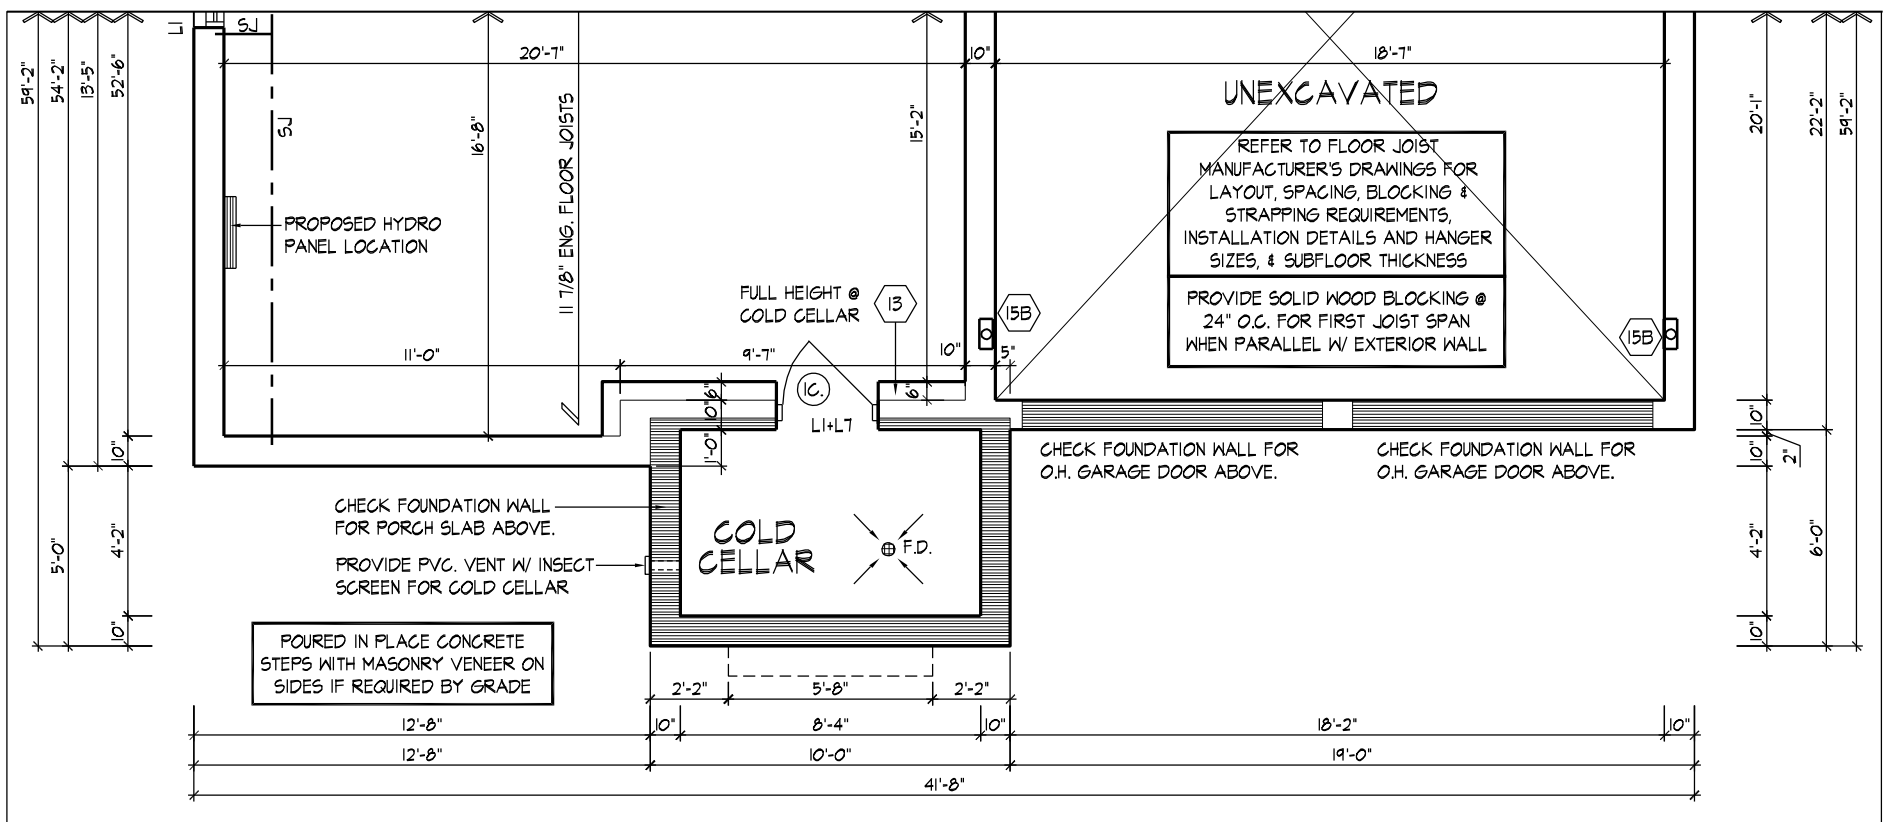 L1
SJ
59'-2"
54'-2"
13'-5"
52'-6"
20'-7"
10"
18'-7"
UNEXCAVATED
16'-8"
SJ
11 7/8" ENG. FLOOR JOISTS
15'-2"
20'-1"
22'-2"
59'-2"
REFER TO FLOOR JOIST
MANUFACTURER'S DRAWINGS FOR
LAYOUT, SPACING, BLOCKING &
STRAPPING REQUIREMENTS,
INSTALLATION DETAILS AND HANGER
SIZES, & SUBFLOOR THICKNESS
PROVIDE SOLID WOOD BLOCKING @
24" O.C. FOR FIRST JOIST SPAN
WHEN PARALLEL W/ EXTERIOR WALL
PROPOSED HYDRO
PANEL LOCATION
FULL HEIGHT @
COLD CELLAR
13
15B
15B
11'-0"
9'-7"
10"
5"
6"
10"
1'-0"
1C.
L1+L7
6"
CHECK FOUNDATION WALL FOR
O.H. GARAGE DOOR ABOVE.
CHECK FOUNDATION WALL FOR
O.H. GARAGE DOOR ABOVE.
10"
10"
2"
10"
CHECK FOUNDATION WALL
FOR PORCH SLAB ABOVE.
PROVIDE PVC. VENT W/ INSECT
SCREEN FOR COLD CELLAR
COLD
CELLAR
F.D.
5'-0"
4'-2"
10"
4'-2"
6'-0"
10"
POURED IN PLACE CONCRETE
STEPS WITH MASONRY VENEER ON
SIDES IF REQUIRED BY GRADE
2'-2"
5'-8"
2'-2"
12'-8"
10"
8'-4"
10"
18'-2"
10"
12'-8"
10'-0"
19'-0"
41'-8"